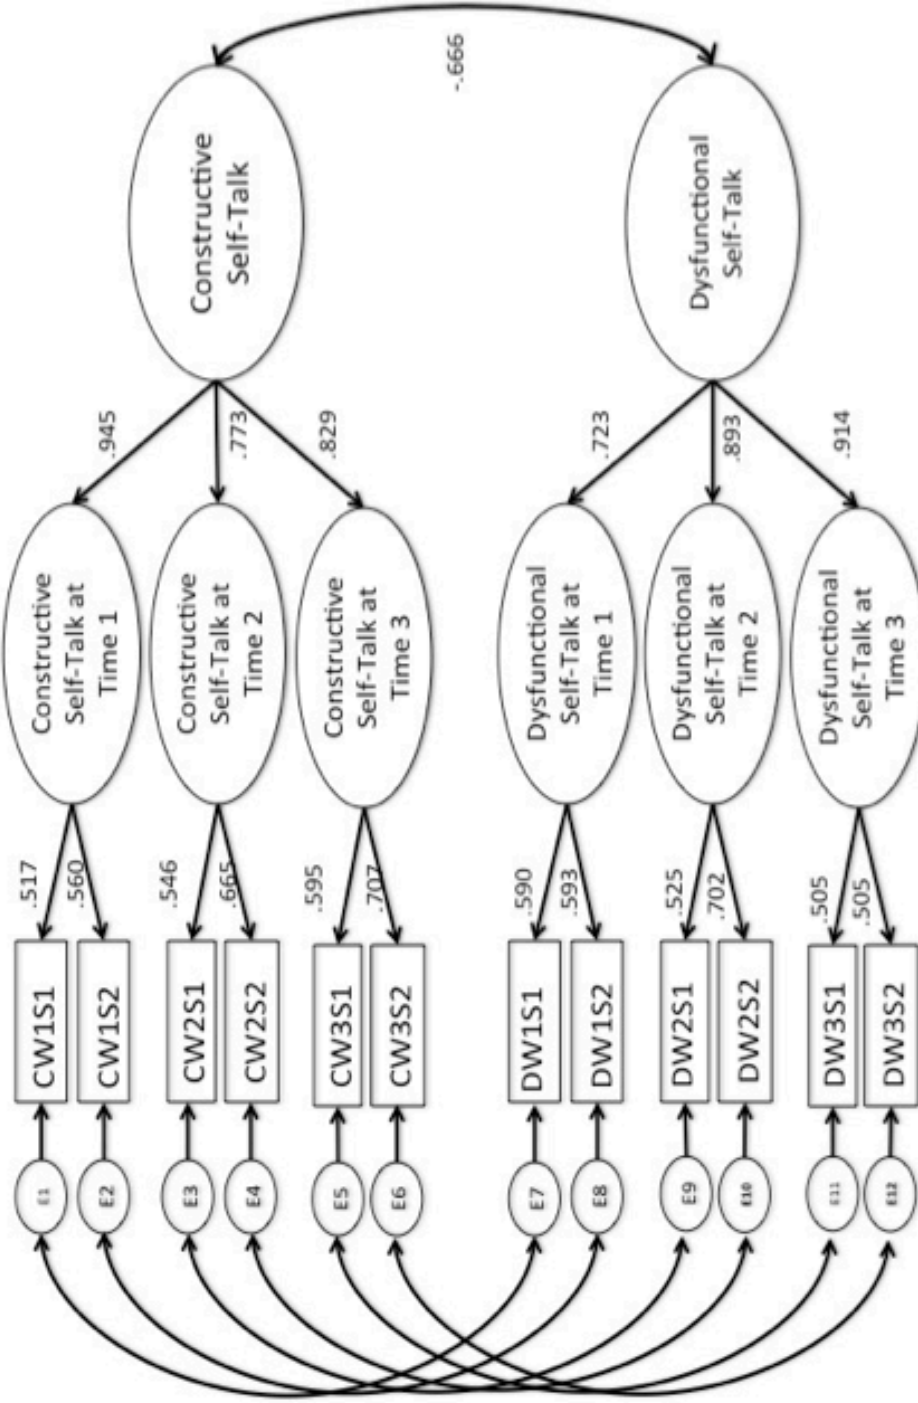 -.666
Constructive
Self-Talk
Dysfunctional
Self-Talk
.945
.773
.829
.723
.893
.914
Constructive
Self-Talk at
Time 1
Constructive
Self-Talk at
Time 2
Constructive
Self-Talk at
Time 3
Dysfunctional
Self-Talk at
Time 1
Dysfunctional
Self-Talk at
Time 2
Dysfunctional
Self-Talk at
Time 3
.517
.560
.546
.665
.595
.707
.590
.593
.525
.702
.505
.505
CW1S1
CW1S2
CW2S1
CW2S2
CW3S1
CW3S2
DW1S1
DW1S2
DW2S1
DW2S2
DW3S1
DW3S2
E1
E2
E3
E4
E5
E6
E7
E8
E9
E10
E11
E12